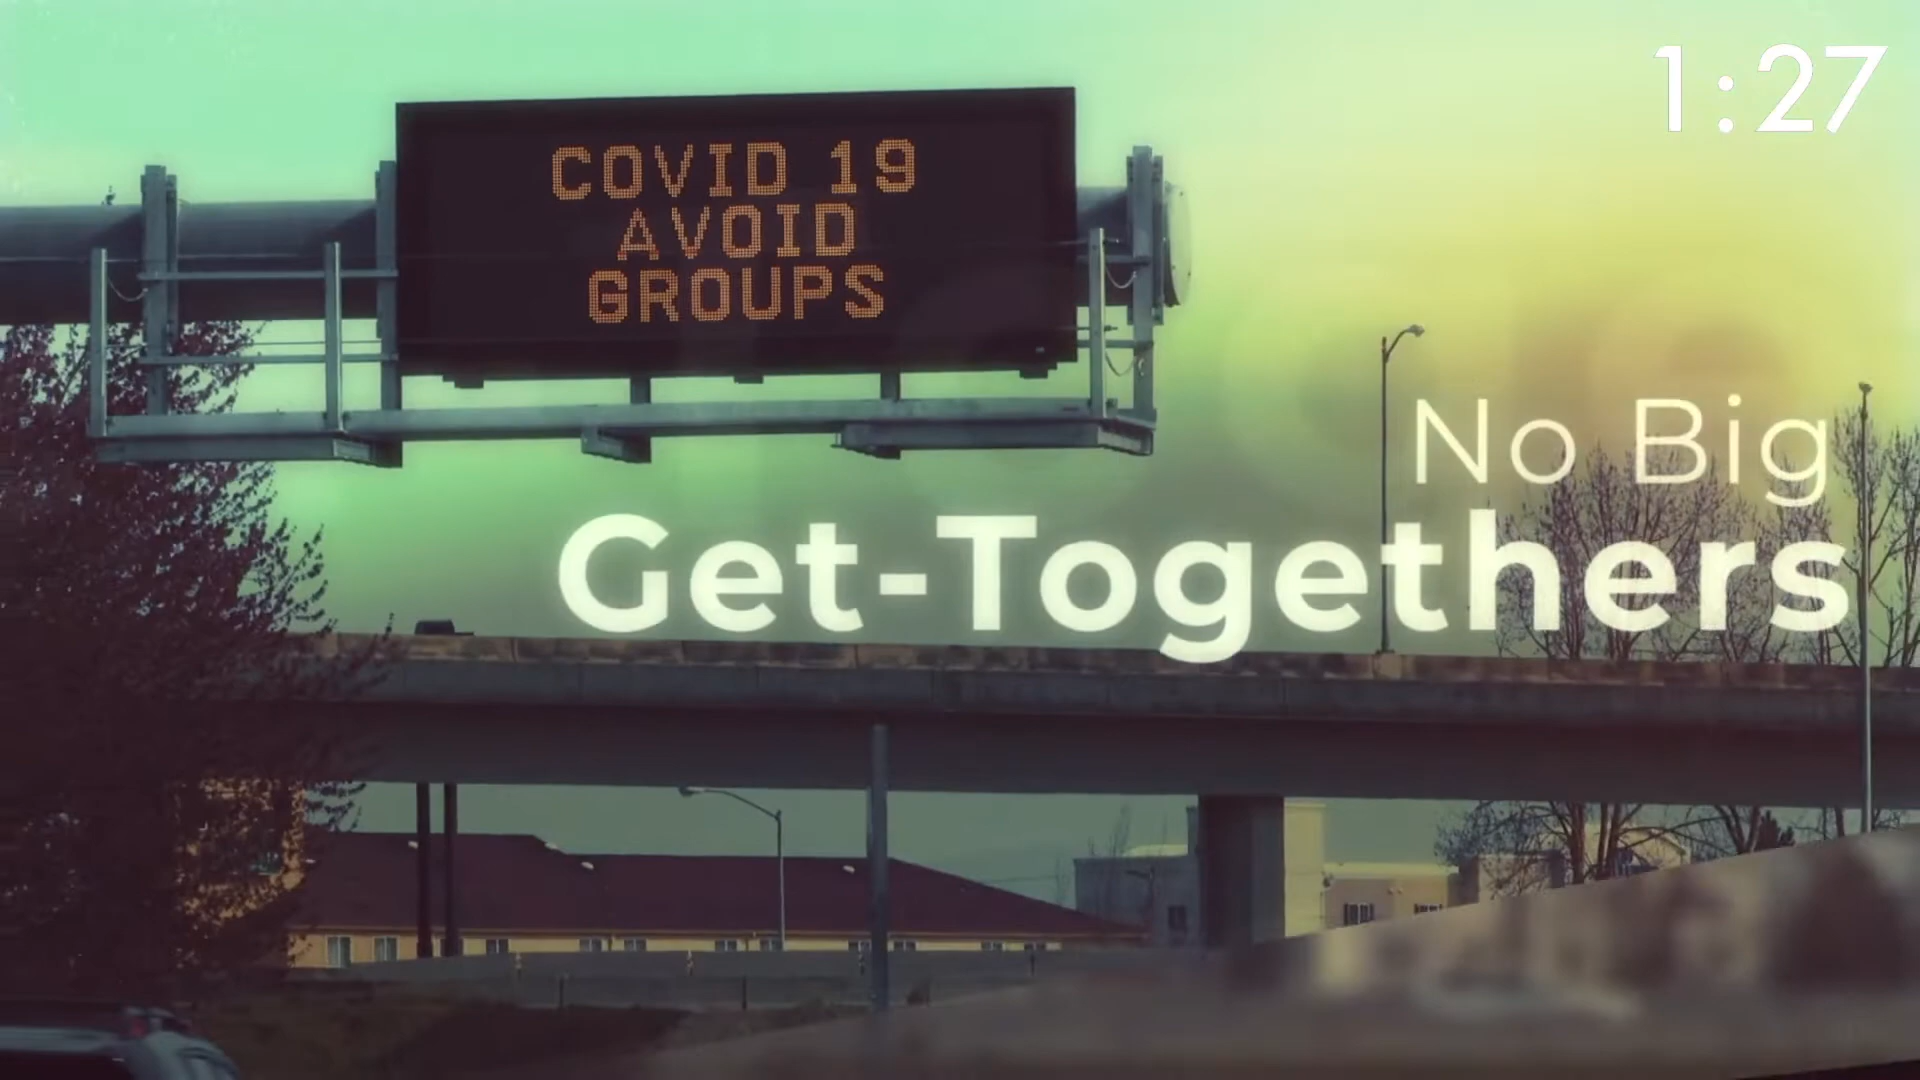 1:27
COVID 19
AVOID
GROUPS
No Big
Get-Togethers